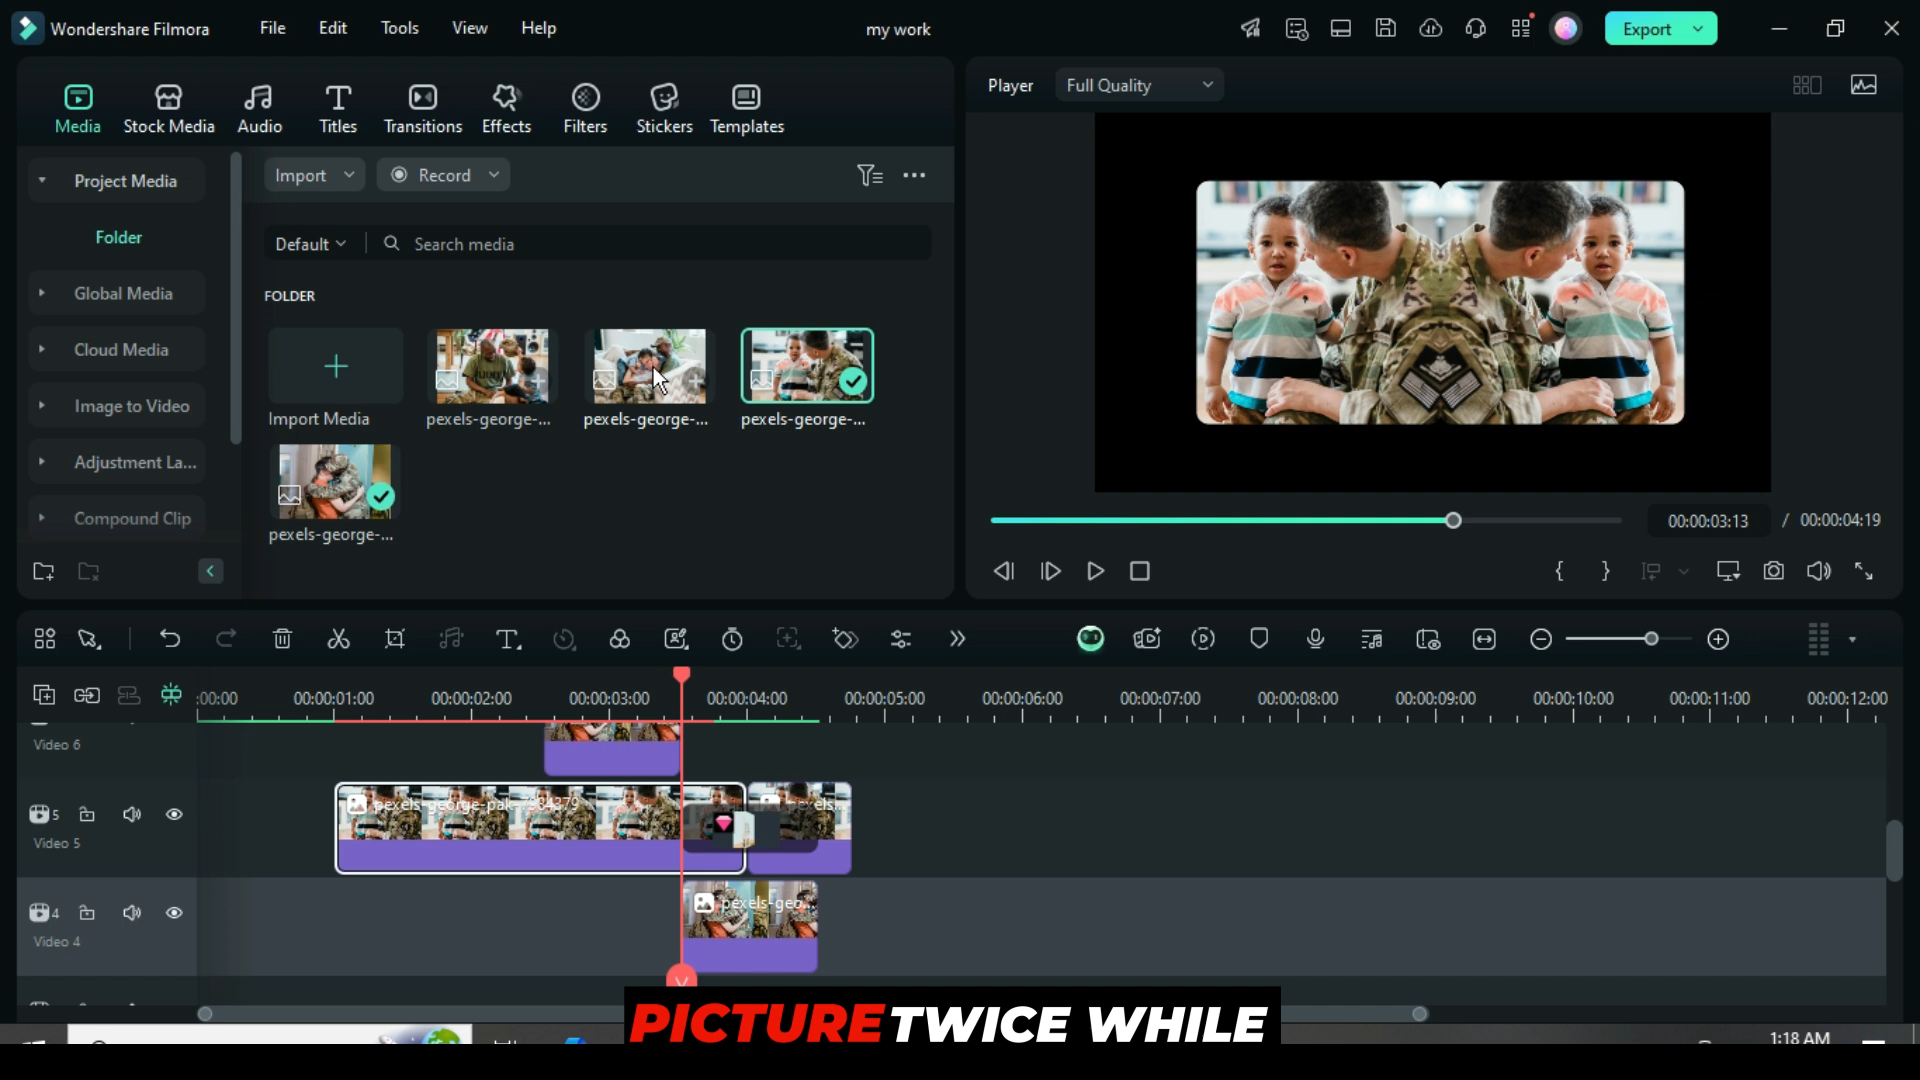 Wondershare Filmora
File
Edit
Tools
View
Help
my work
Export
Media
Stock Media
Audio
Titles
Transitions
Effects
Filters
Stickers
Templates
Player
Full Quality
Project Media
Folder
Global Media
Cloud Media
Image to Video
Adjustment La...
Compound Clip
Import
Record
Default
Search media
FOLDER
Import Media
pexels-george-...
pexels-george-...
pexels-george-...
pexels-george-...
00:00:03:13
/
00:00:04:19
:00:00
00:00:01:00
00:00:02:00
00:00:03:00
00:00:04:00
00:00:05:00
00:00:06:00
00:00:07:00
00:00:08:00
00:00:09:00
00:00:10:00
00:00:11:00
00:00:12:00
Video 6
pexels-george-pak-7984379
5
Video 5
4
pexels-geo...
Video 4
PICTURE TWICE WHILE
1:18 AM